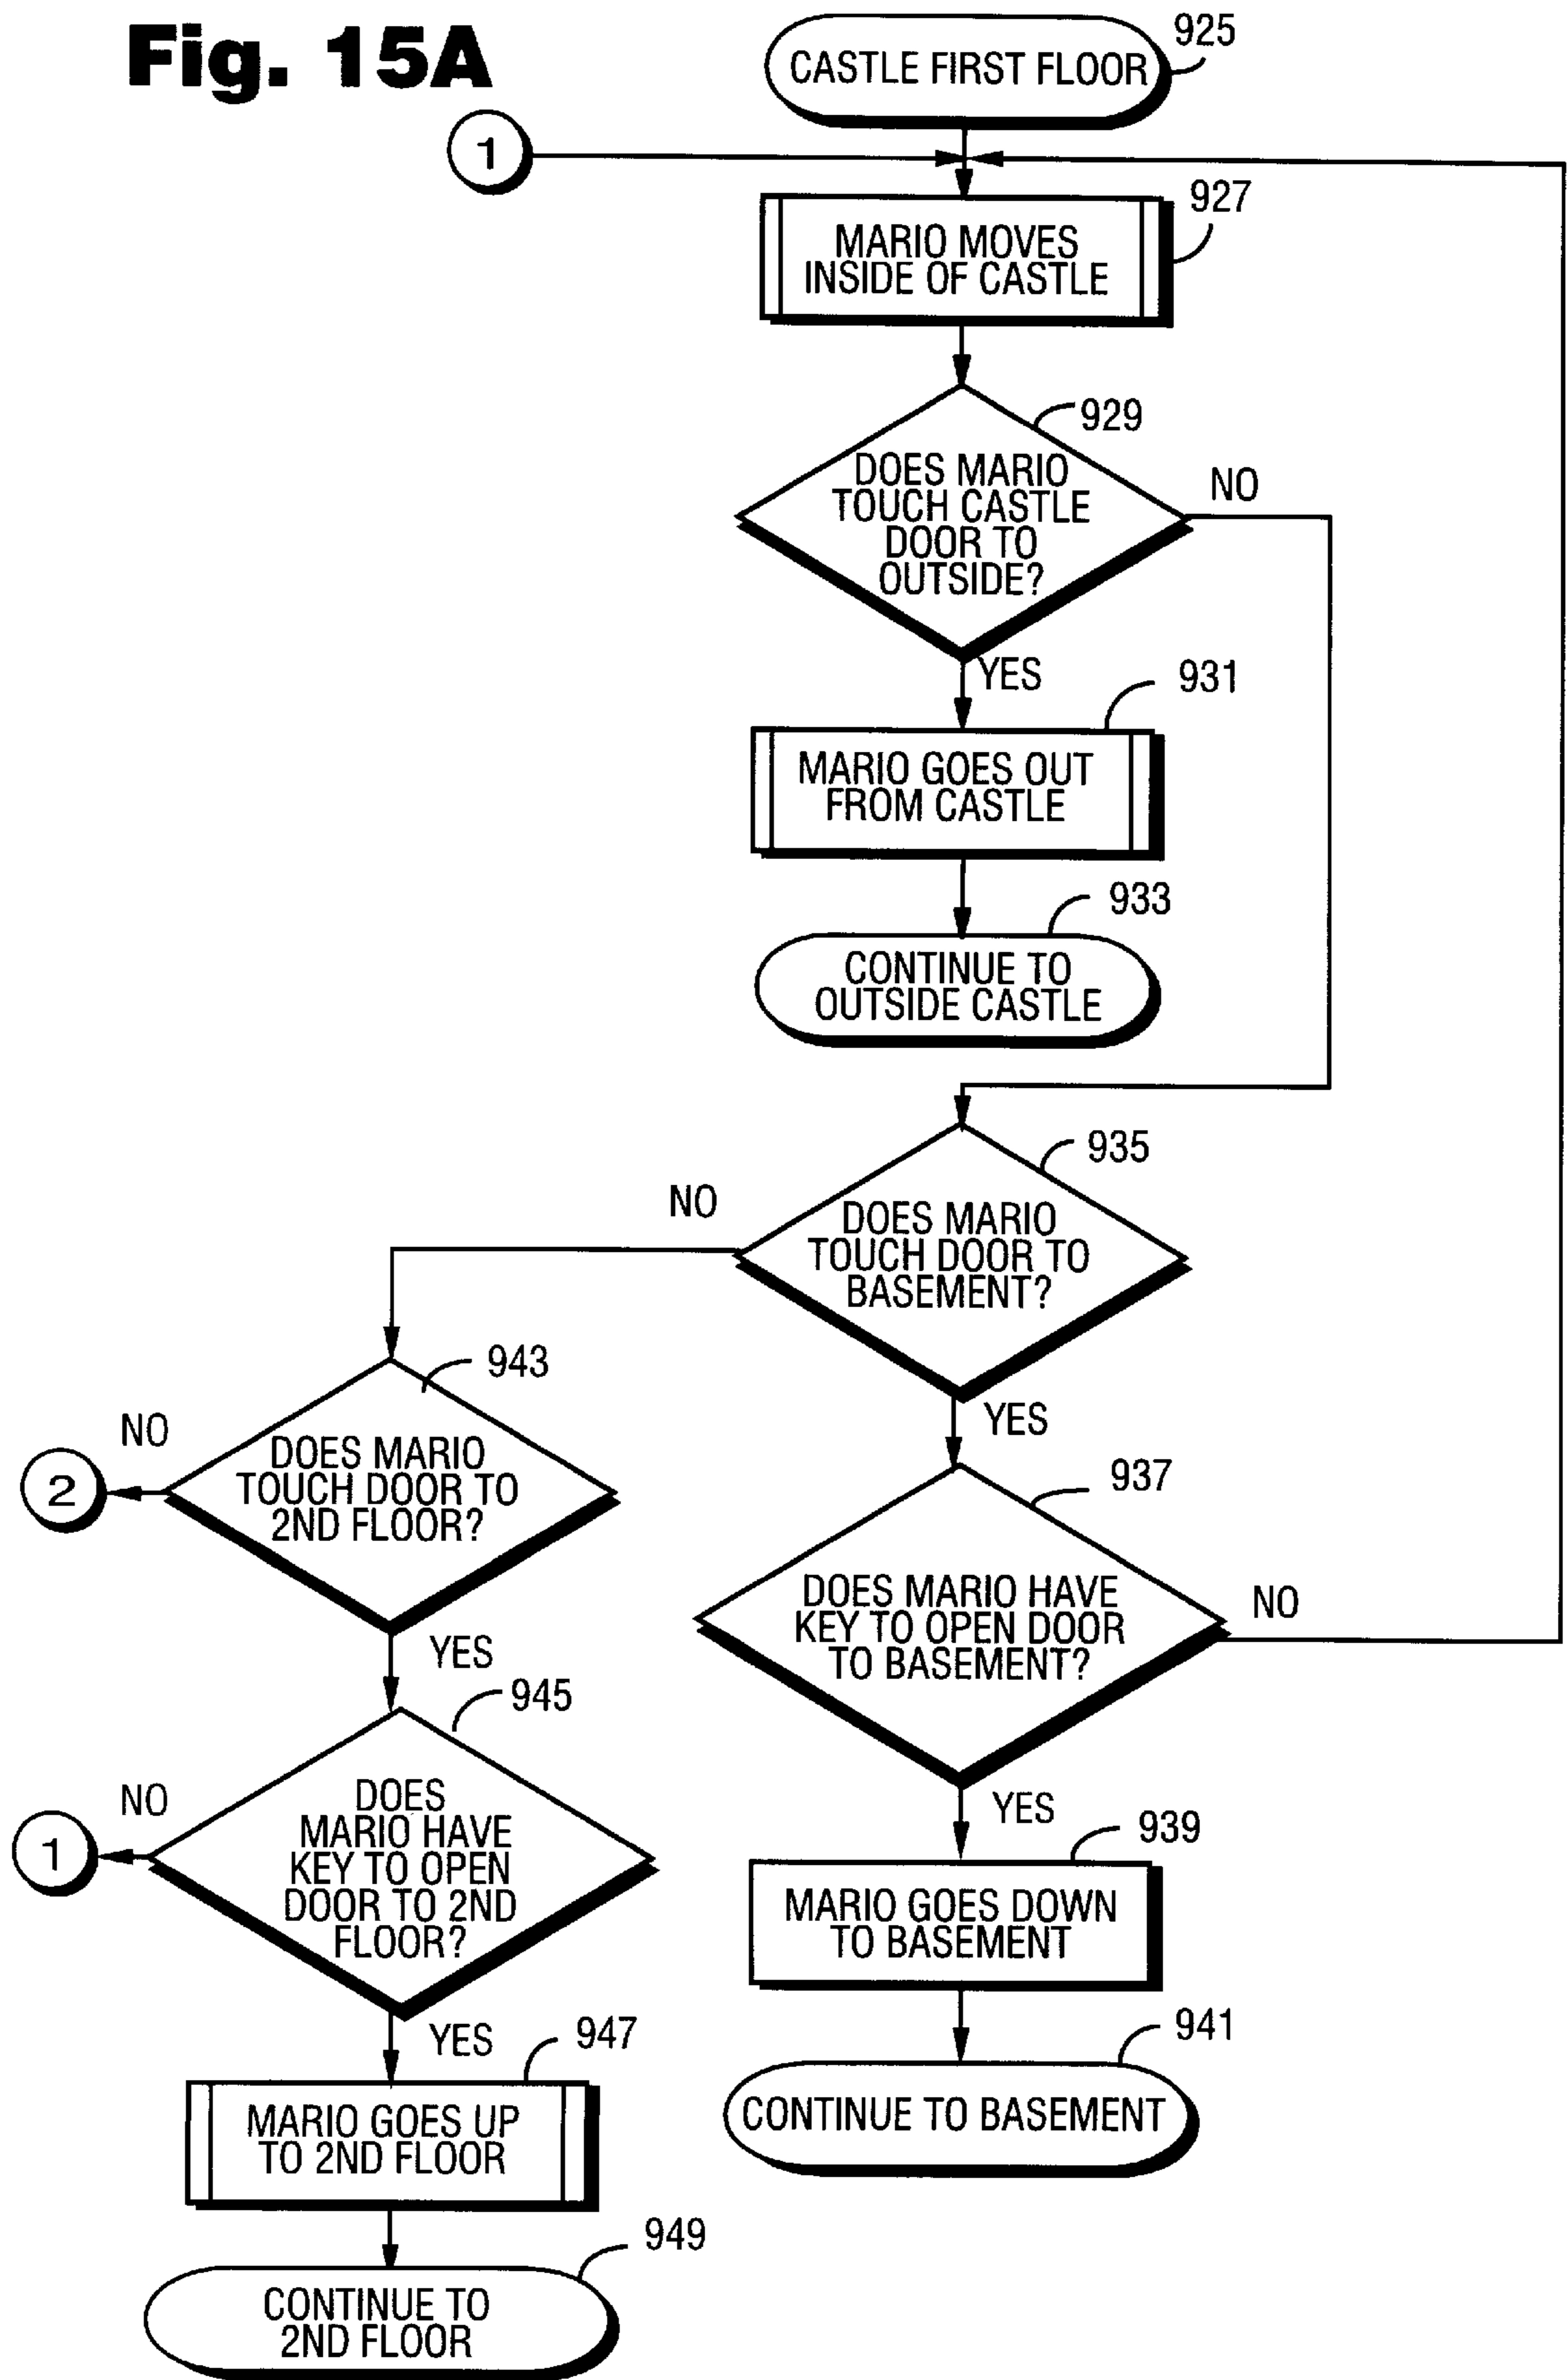 Fig. 15A
CASTLE FIRST FLOOR
925
1
MARIO MOVES
INSIDE OF CASTLE
927
929
DOES MARIO
TOUCH CASTLE
DOOR TO
OUTSIDE?
NO
YES
931
MARIO GOES OUT
FROM CASTLE
933
CONTINUE TO
OUTSIDE CASTLE
935
NO
DOES MARIO
TOUCH DOOR TO
BASEMENT?
YES
943
NO
2
DOES MARIO
TOUCH DOOR TO
2ND FLOOR?
YES
937
DOES MARIO HAVE
KEY TO OPEN DOOR
TO BASEMENT?
NO
YES
945
NO
1
DOES
MARIO HAVE
KEY TO OPEN
DOOR TO 2ND
FLOOR?
YES
939
MARIO GOES DOWN
TO BASEMENT
941
CONTINUE TO BASEMENT
947
MARIO GOES UP
TO 2ND FLOOR
949
CONTINUE TO
2ND FLOOR